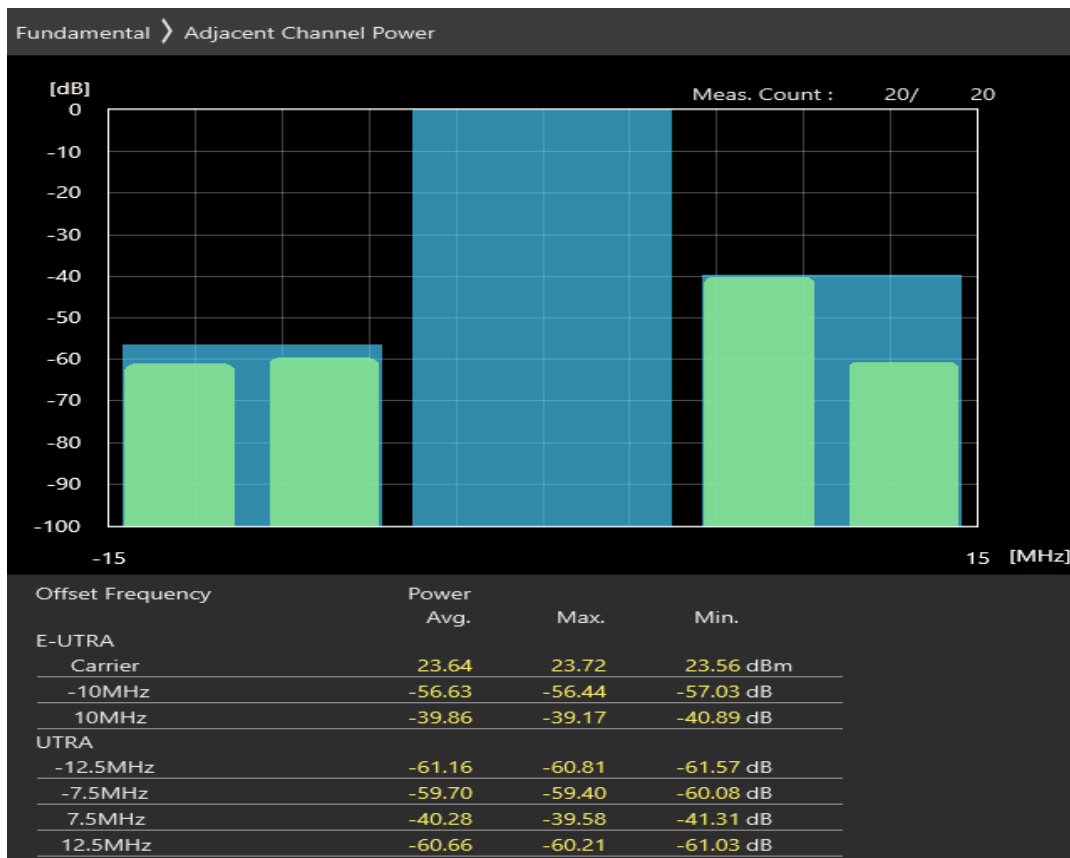 Fundamental 〉 Adjacent Channel Power
[dB]
Meas. Count : 20/ 20
0
-10
-20
-30
-40
-50
-60
-70
-80
-90
-100
-15 15 [MHz]
Offset Frequency Power
Avg. Max. Min.
E-UTRA
Carrier 23.64 23.72 23.56 dBm
-10MHz -56.63 -56.44 -57.03 dB
10MHz -39.86 -39.17 -40.89 dB
UTRA
-12.5MHz -61.16 -60.81 -61.57 dB
-7.5MHz -59.70 -59.40 -60.08 dB
7.5MHz -40.28 -39.58 -41.31 dB
12.5MHz -60.66 -60.21 -61.03 dB